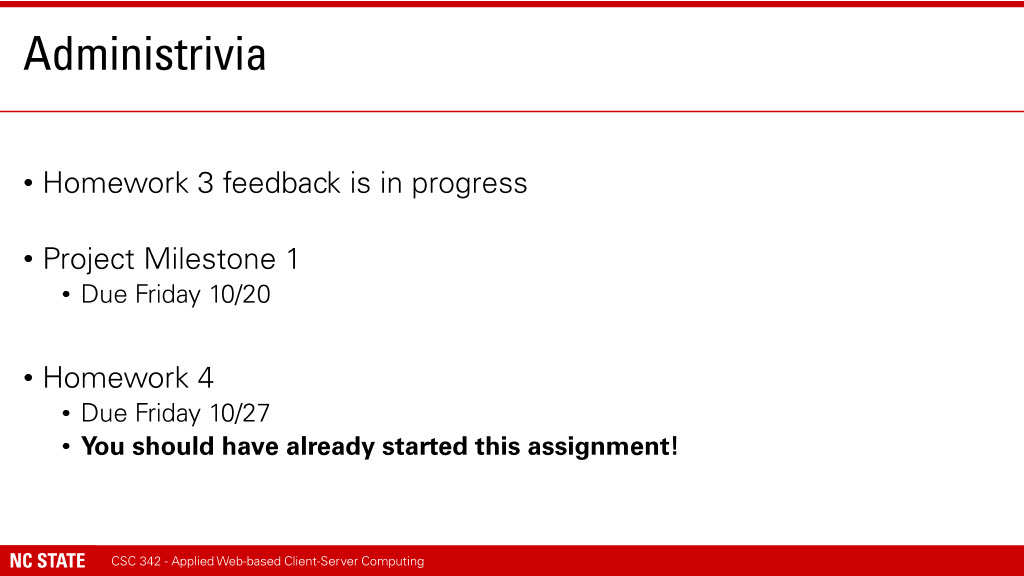 Administrivia
• Homework 3 feedback is in progress
• Project Milestone 1
• Due Friday 10/20
• Homework 4
• Due Friday 10/27
• You should have already started this assignment!
NC STATE CSC 342 - Applied Web-based Client-Server Computing